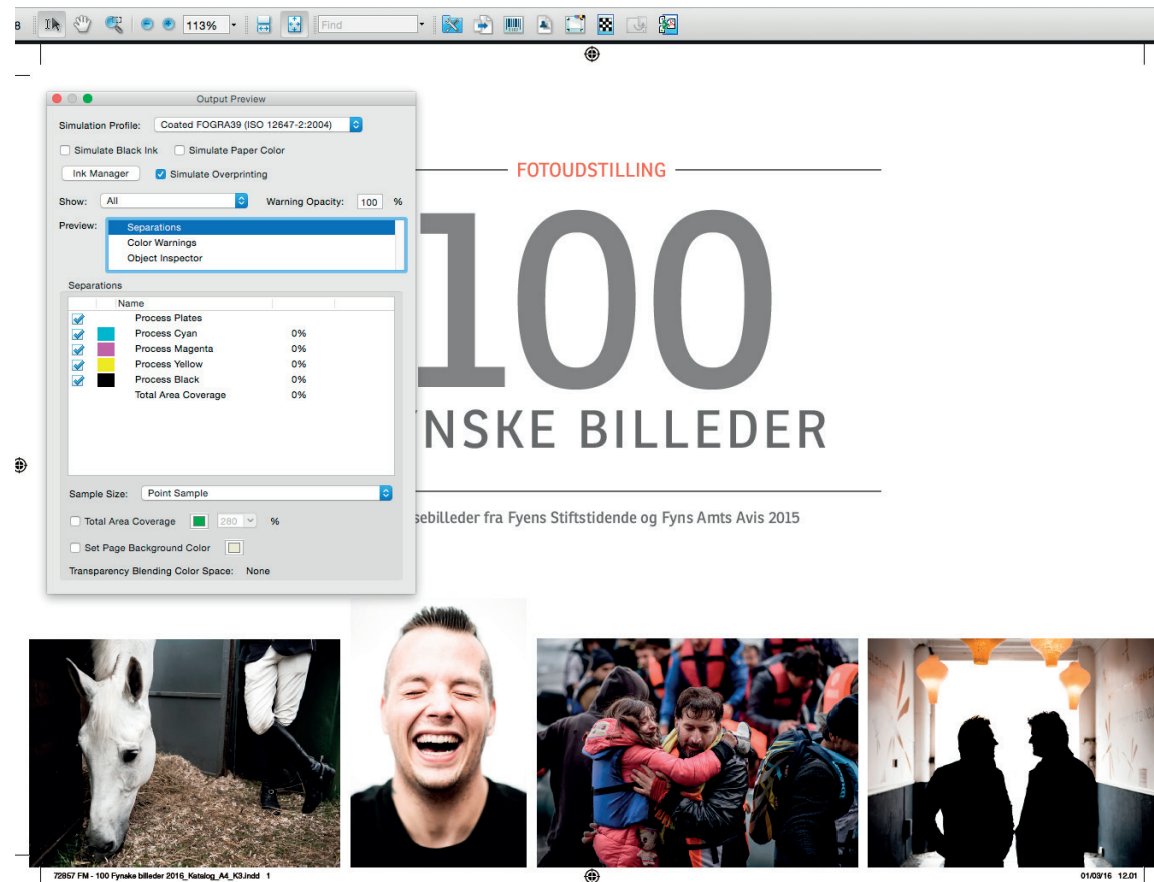 8
113%
Find
Output Preview
Simulation Profile: Coated FOGRA39 (ISO 12647-2:2004)
Simulate Black Ink Simulate Paper Color
Ink Manager Simulate Overprinting
Show: All Warning Opacity: 100 %
Preview: Separations
Color Warnings
Object Inspector
Separations
Name
Process Plates
Process Cyan 0%
Process Magenta 0%
Process Yellow 0%
Process Black 0%
Total Area Coverage 0%
Sample Size: Point Sample
Total Area Coverage 280 %
Set Page Background Color
Transparency Blending Color Space: None
FOTOUDSTILLING
100
YNSKE BILLEDER
sebilleder fra Fyens Stiftstidende og Fyns Amts Avis 2015
72857 FM - 100 Fynske billeder 2016_Katalog_A4_K3.indd 1
01/03/16 12.01